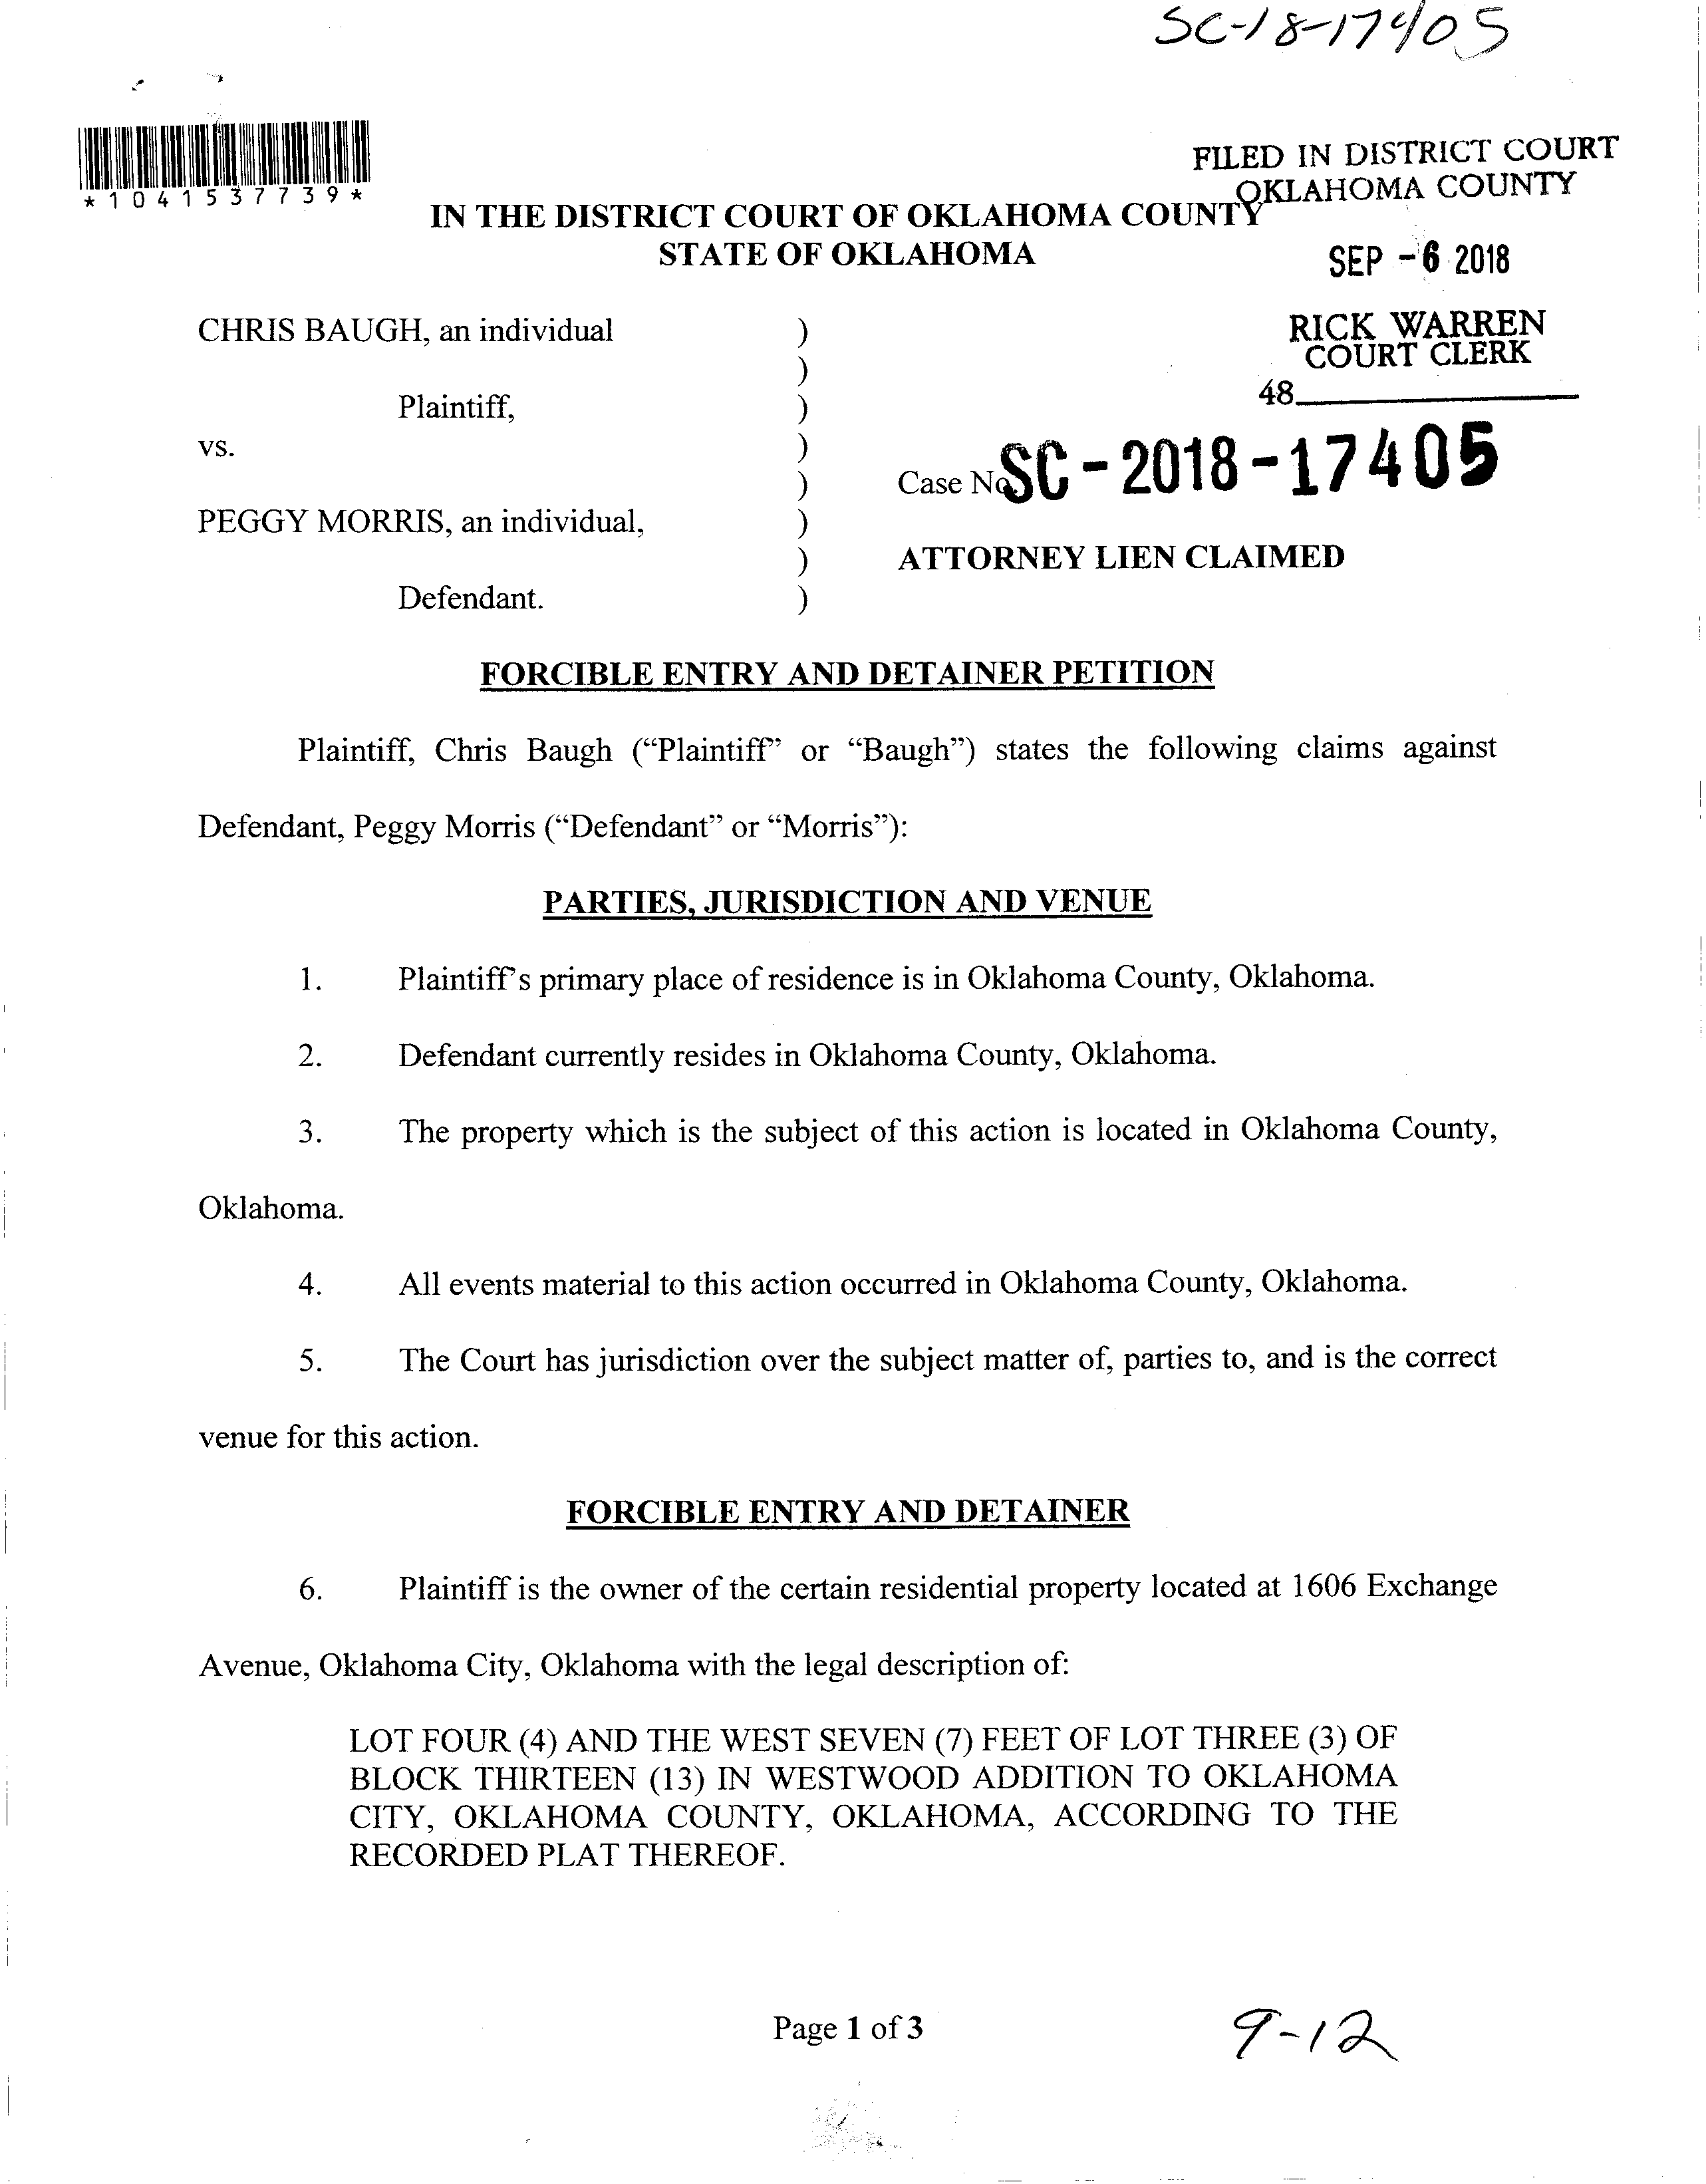 SC-18-17405
*1041537739*
FILED IN DISTRICT COURT
OKLAHOMA COUNTY
IN THE DISTRICT COURT OF OKLAHOMA COUNTY
STATE OF OKLAHOMA
SEP -6 2018
RICK WARREN
COURT CLERK
48
CHRIS BAUGH, an individual )
)
Plaintiff, )
vs. )
) Case No. SC-2018-17405
PEGGY MORRIS, an individual, )
) ATTORNEY LIEN CLAIMED
Defendant. )
FORCIBLE ENTRY AND DETAINER PETITION
Plaintiff, Chris Baugh (“Plaintiff” or “Baugh”) states the following claims against
Defendant, Peggy Morris (“Defendant” or “Morris”):
PARTIES, JURISDICTION AND VENUE
1. Plaintiff's primary place of residence is in Oklahoma County, Oklahoma.
2. Defendant currently resides in Oklahoma County, Oklahoma.
3. The property which is the subject of this action is located in Oklahoma County,
Oklahoma.
4. All events material to this action occurred in Oklahoma County, Oklahoma.
5. The Court has jurisdiction over the subject matter of, parties to, and is the correct
venue for this action.
FORCIBLE ENTRY AND DETAINER
6. Plaintiff is the owner of the certain residential property located at 1606 Exchange
Avenue, Oklahoma City, Oklahoma with the legal description of:
LOT FOUR (4) AND THE WEST SEVEN (7) FEET OF LOT THREE (3) OF
BLOCK THIRTEEN (13) IN WESTWOOD ADDITION TO OKLAHOMA
CITY, OKLAHOMA COUNTY, OKLAHOMA, ACCORDING TO THE
RECORDED PLAT THEREOF.
Page 1 of 3
9-12